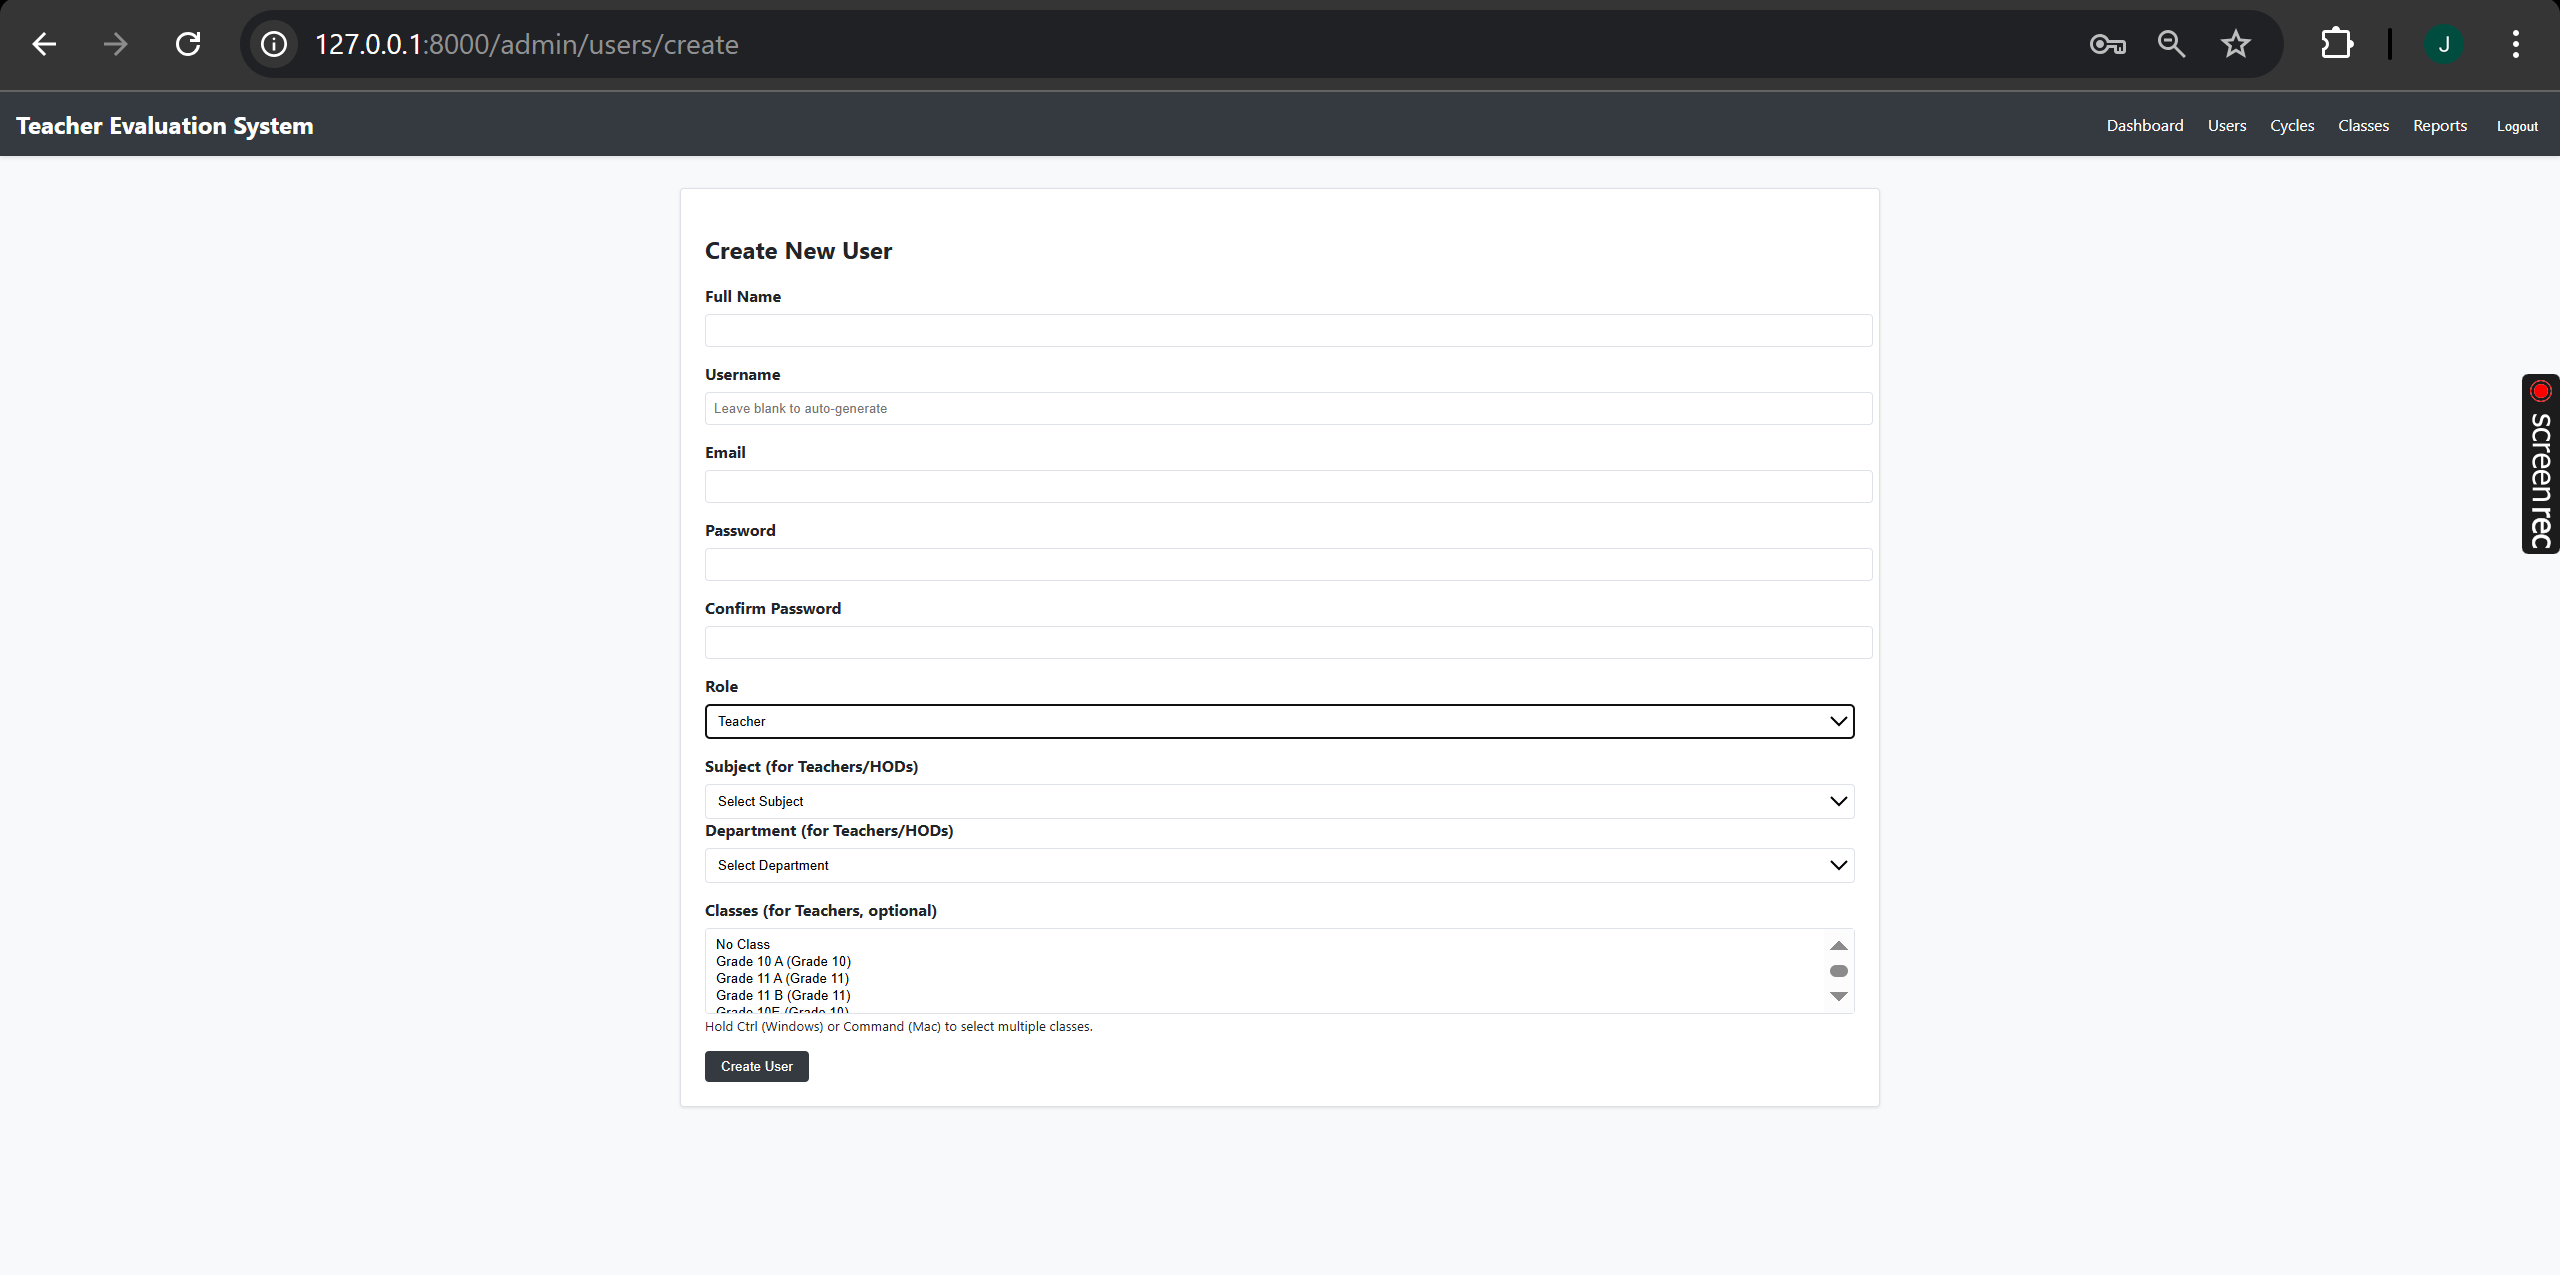 127.0.0.1:8000/admin/users/create
J
Teacher Evaluation System
Dashboard Users Cycles Classes Reports Logout
Create New User
Full Name
Username
Leave blank to auto-generate
Email
Password
Confirm Password
Role
Teacher
Subject (for Teachers/HODs)
Select Subject
Department (for Teachers/HODs)
Select Department
Classes (for Teachers, optional)
No Class
Grade 10 A (Grade 10)
Grade 11 A (Grade 11)
Grade 11 B (Grade 11)
Hold Ctrl (Windows) or Command (Mac) to select multiple classes.
Create User
screen rec